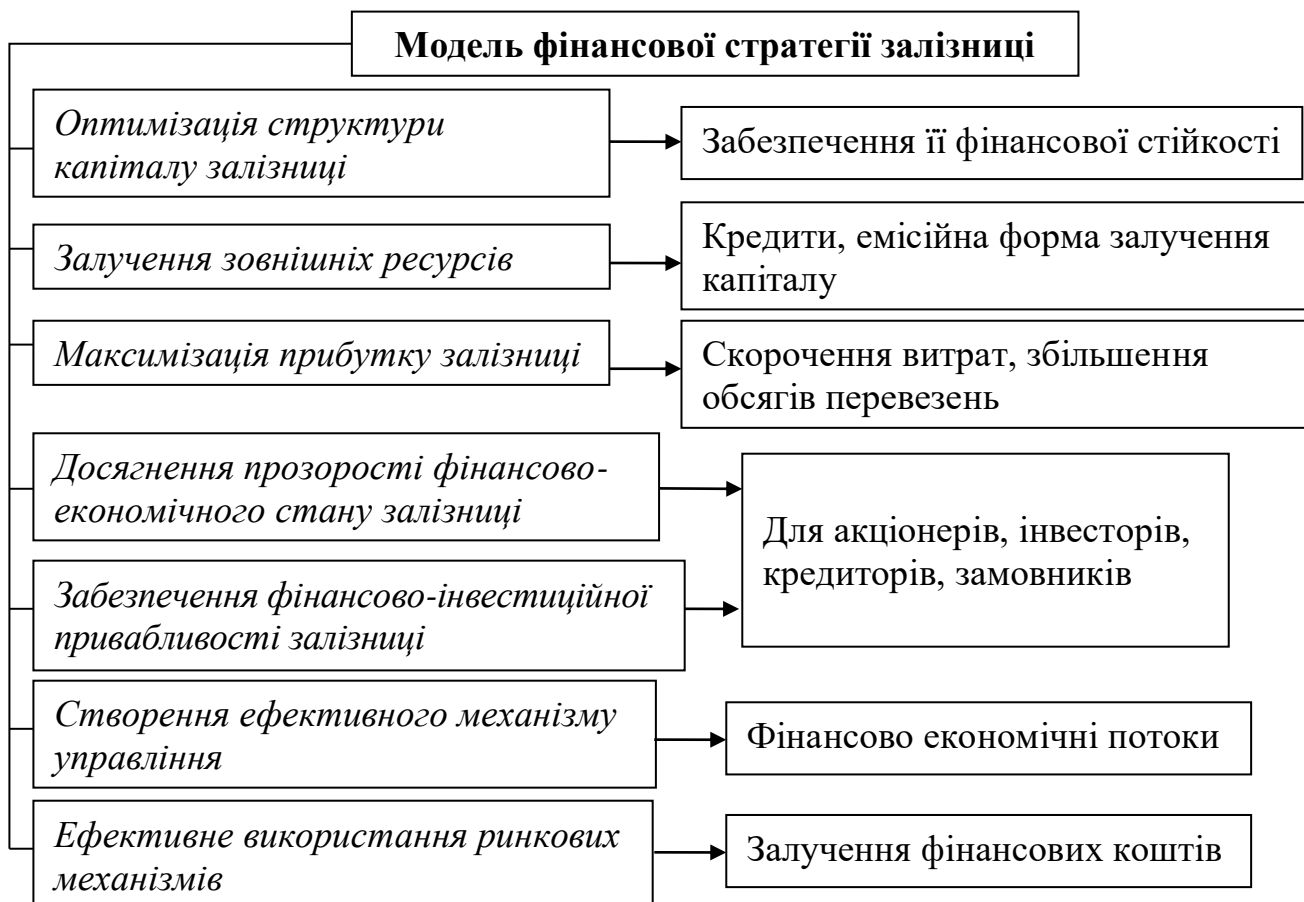 Модель фінансової стратегії залізниці
Оптимізація структури
капіталу залізниці
Забезпечення її фінансової стійкості
Залучення зовнішніх ресурсів
Кредити, емісійна форма залучення
капіталу
Максимізація прибутку залізниці
Скорочення витрат, збільшення
обсягів перевезень
Досягнення прозорості фінансово-
економічного стану залізниці
Для акціонерів, інвесторів,
кредиторів, замовників
Забезпечення фінансово-інвестиційної
привабливості залізниці
Створення ефективного механізму
управління
Фінансово економічні потоки
Ефективне використання ринкових
механізмів
Залучення фінансових коштів